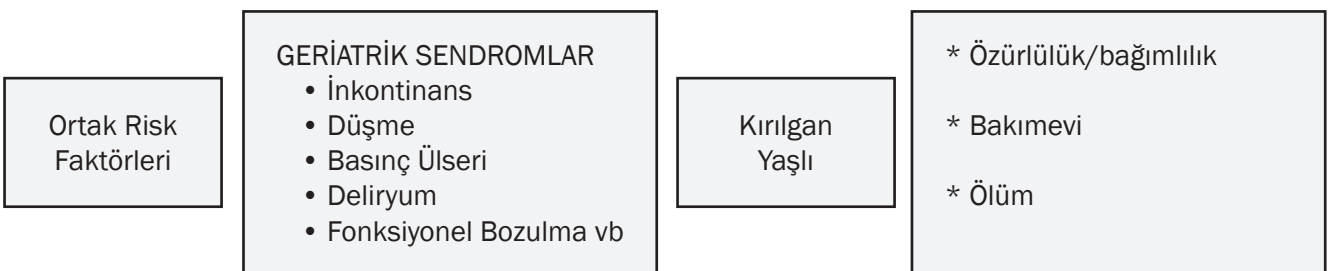 Ortak Risk
Faktörleri
GERİATRİK SENDROMLAR
• İnkontinans
• Düşme
• Basınç Ülseri
• Deliryum
• Fonksiyonel Bozulma vb
Kırılgan
Yaşlı
* Özürlülük/bağımlılık
* Bakımevi
* Ölüm